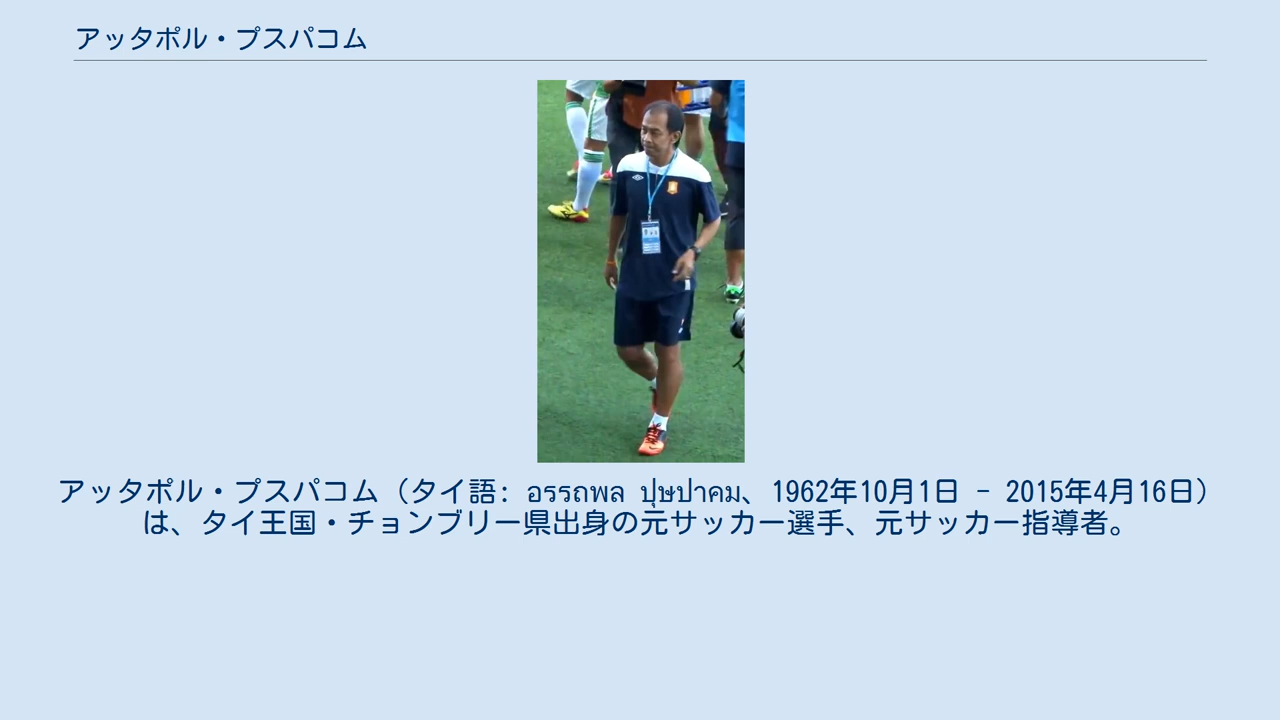 アッタポル・プスパコム
アッタポル・プスパコム（タイ語: อรรถพล ปุษปาคม、1962年10月1日 - 2015年4月16日）
は、タイ王国・チョンブリー県出身の元サッカー選手、元サッカー指導者。